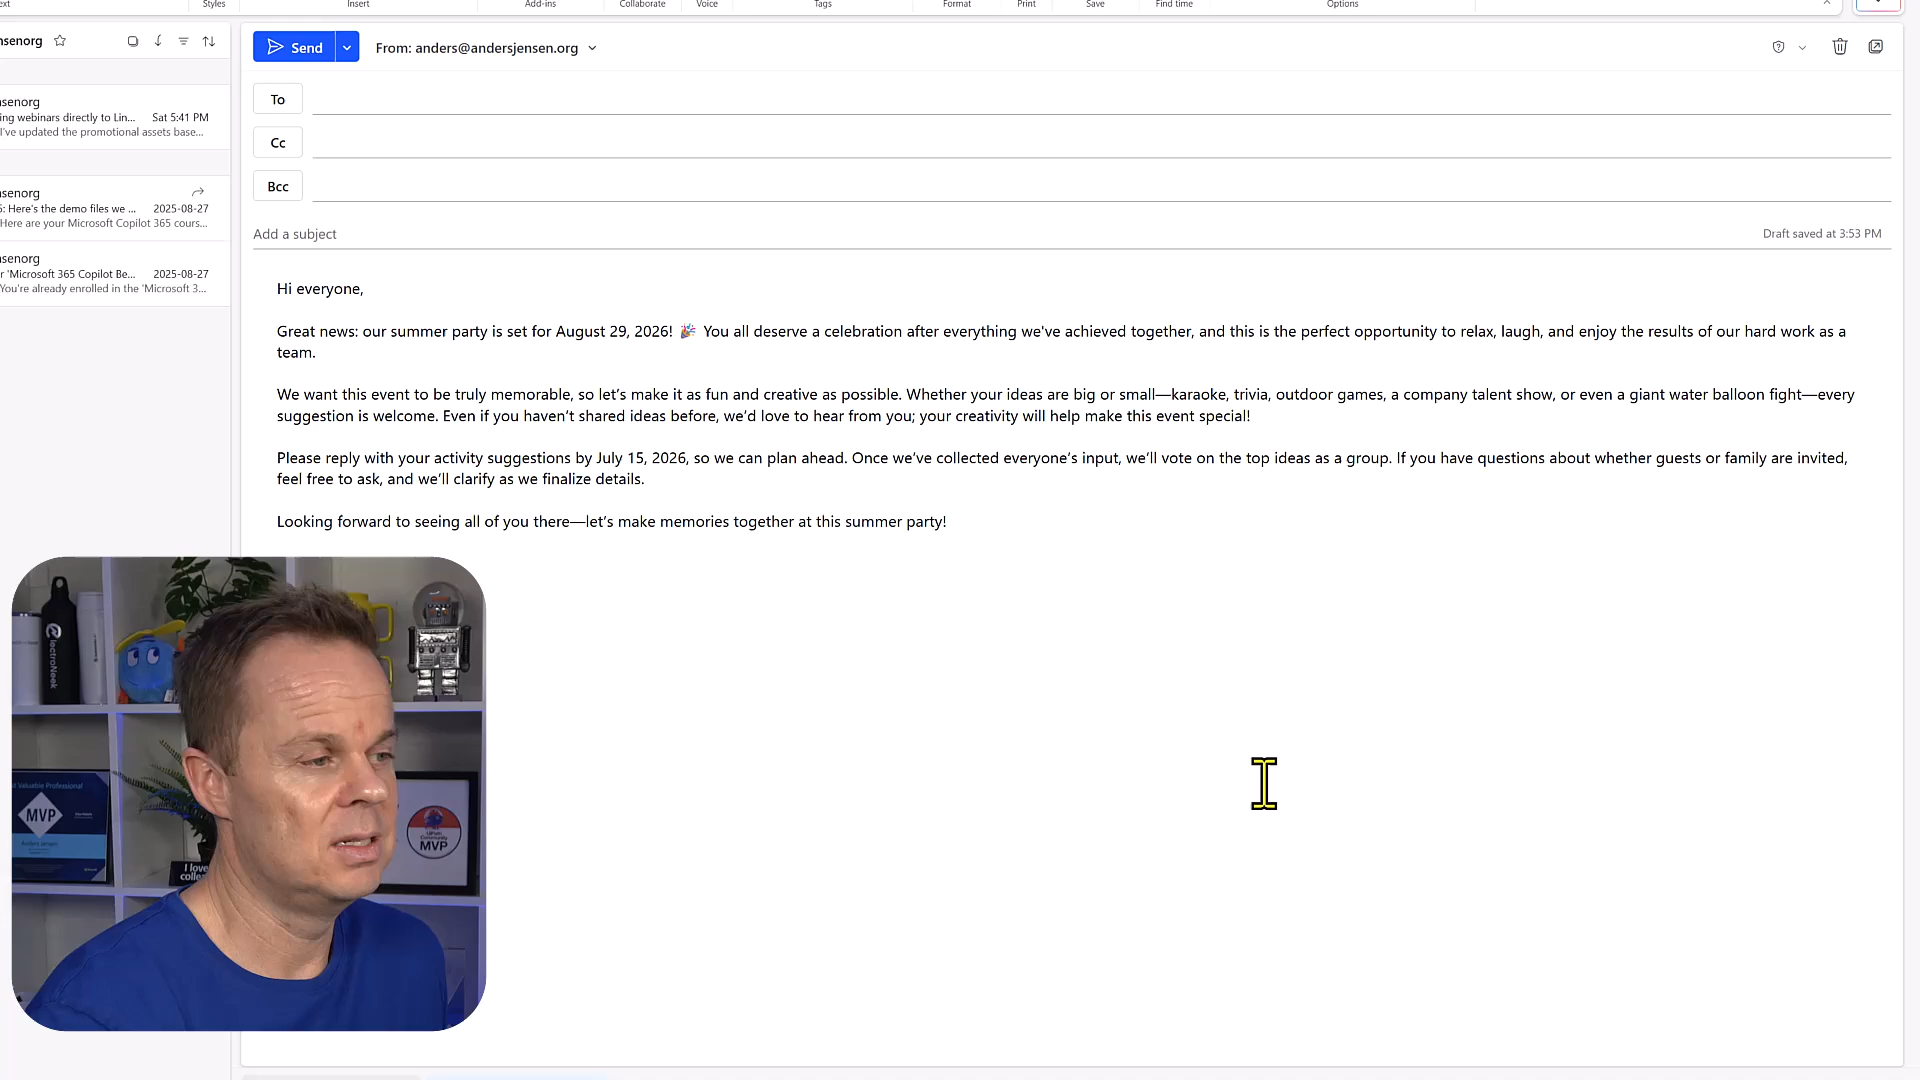 Styles
Insert
Add-ins
Collaborate
Voice
Tags
Format
Print
Save
Find time
Options
nsenorg
Send
From: anders@andersjensen.org
nsenorg
ing webinars directly to Lin... Sat 5:41 PM
I've updated the promotional assets base...
nsenorg
: Here's the demo files we ... 2025-08-27
Here are your Microsoft Copilot 365 cours...
nsenorg
r 'Microsoft 365 Copilot Be... 2025-08-27
You're already enrolled in the 'Microsoft 3...
To
Cc
Bcc
Add a subject
Draft saved at 3:53 PM
Hi everyone,
Great news: our summer party is set for August 29, 2026! 🎉 You all deserve a celebration after everything we've achieved together, and this is the perfect opportunity to relax, laugh, and enjoy the results of our hard work as a
team.
We want this event to be truly memorable, so let’s make it as fun and creative as possible. Whether your ideas are big or small—karaoke, trivia, outdoor games, a company talent show, or even a giant water balloon fight—every
suggestion is welcome. Even if you haven’t shared ideas before, we’d love to hear from you; your creativity will help make this event special!
Please reply with your activity suggestions by July 15, 2026, so we can plan ahead. Once we’ve collected everyone’s input, we’ll vote on the top ideas as a group. If you have questions about whether guests or family are invited,
feel free to ask, and we’ll clarify as we finalize details.
Looking forward to seeing all of you there—let’s make memories together at this summer party!
lectroNeek
Valuable Professional
MVP
UiPath
Community
MVP
I love